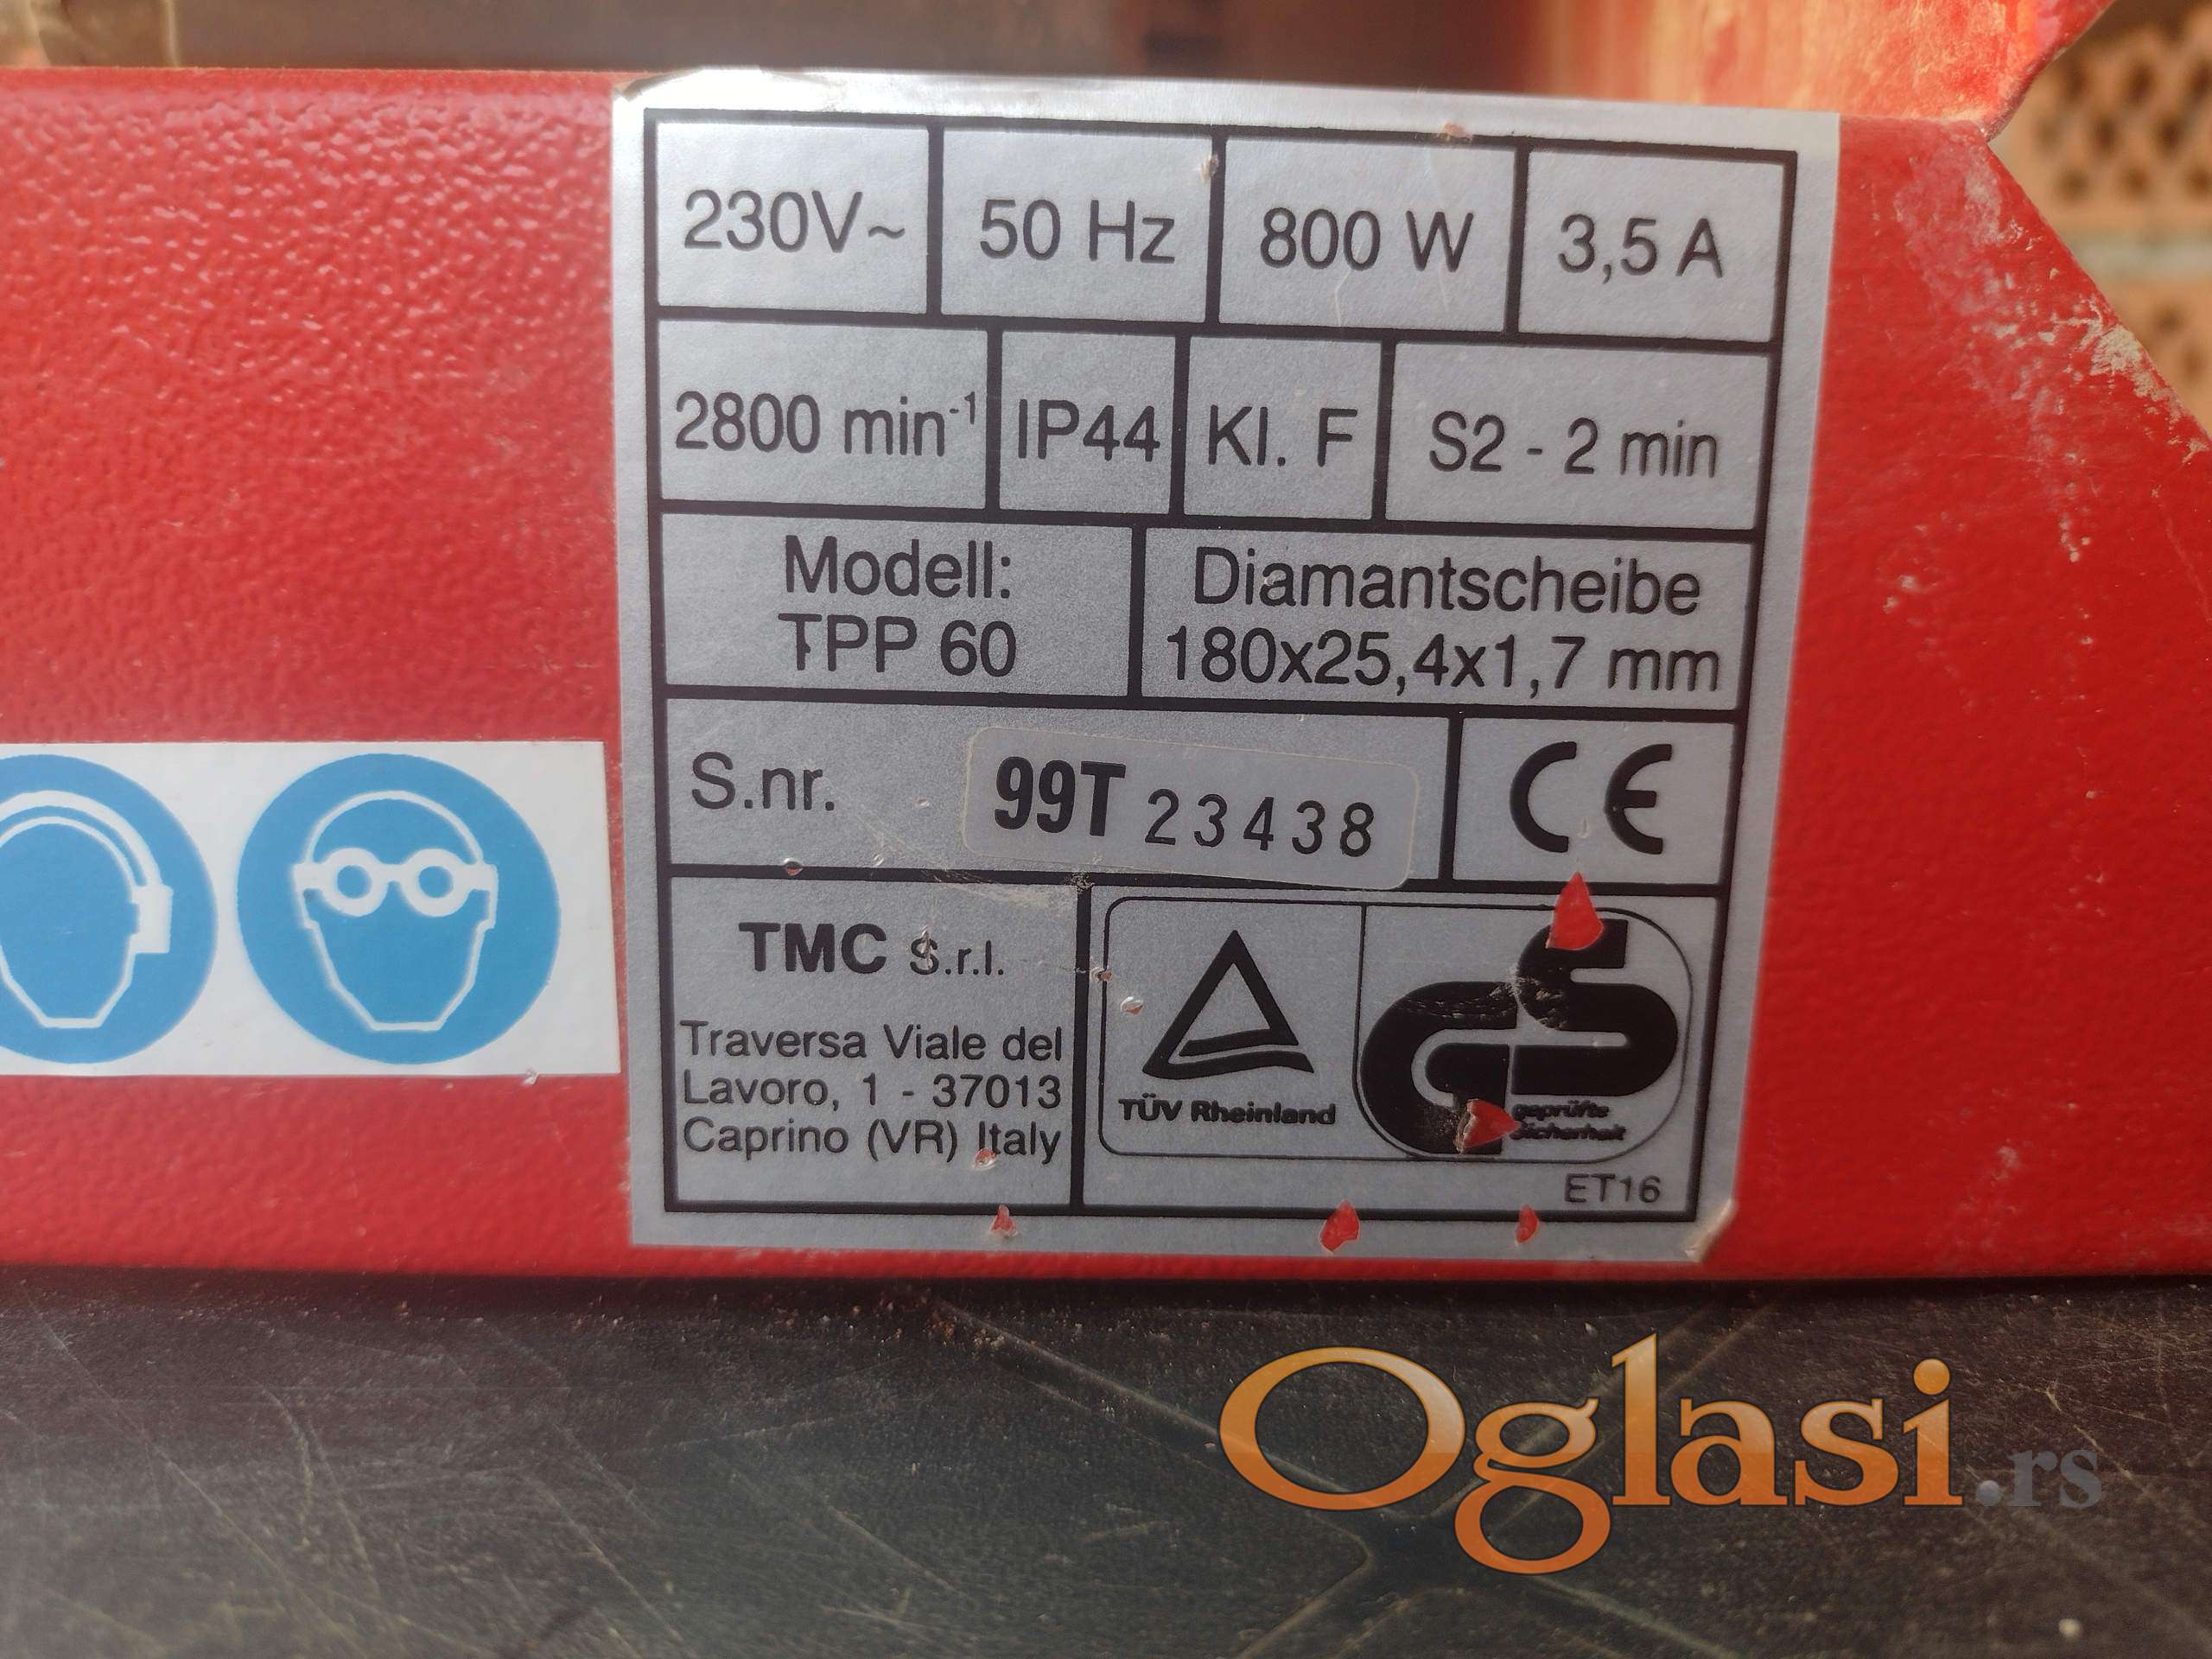 230V~ 50 Hz 800 W 3,5 A
2800 min⁻¹ IP44 Kl. F S2 - 2 min
Modell:
TPP 60
Diamantscheibe
180x25,4x1,7 mm
S.nr. 99T 23438 CE
TMC S.r.l.
Traversa Viale del
Lavoro, 1 - 37013
Caprino (VR) Italy
TÜV Rheinland
GS
geprüfte
Sicherheit
ET16
Oglasi.rs